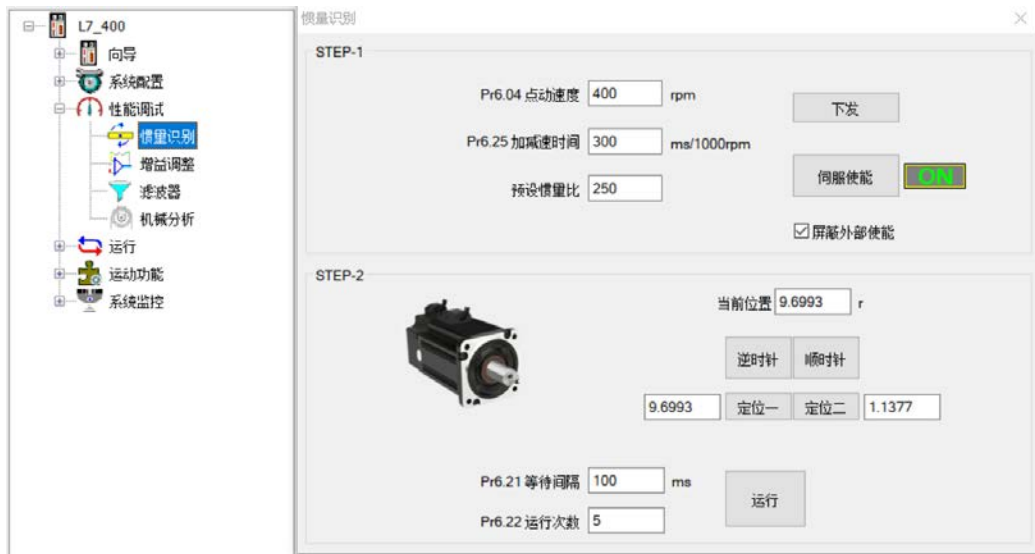 L7_400
向导
系统配置
性能调试
惯量识别
增益调整
滤波器
机械分析
运行
运动功能
系统监控
惯量识别
STEP-1
Pr6.04 点动速度 400 rpm
下发
Pr6.25 加减速时间 300 ms/1000rpm
预设惯量比 250
伺服使能 ON
屏蔽外部使能
STEP-2
当前位置 9.6993 r
逆时针 顺时针
9.6993 定位一 定位二 1.1377
Pr6.21 等待间隔 100 ms
运行
Pr6.22 运行次数 5